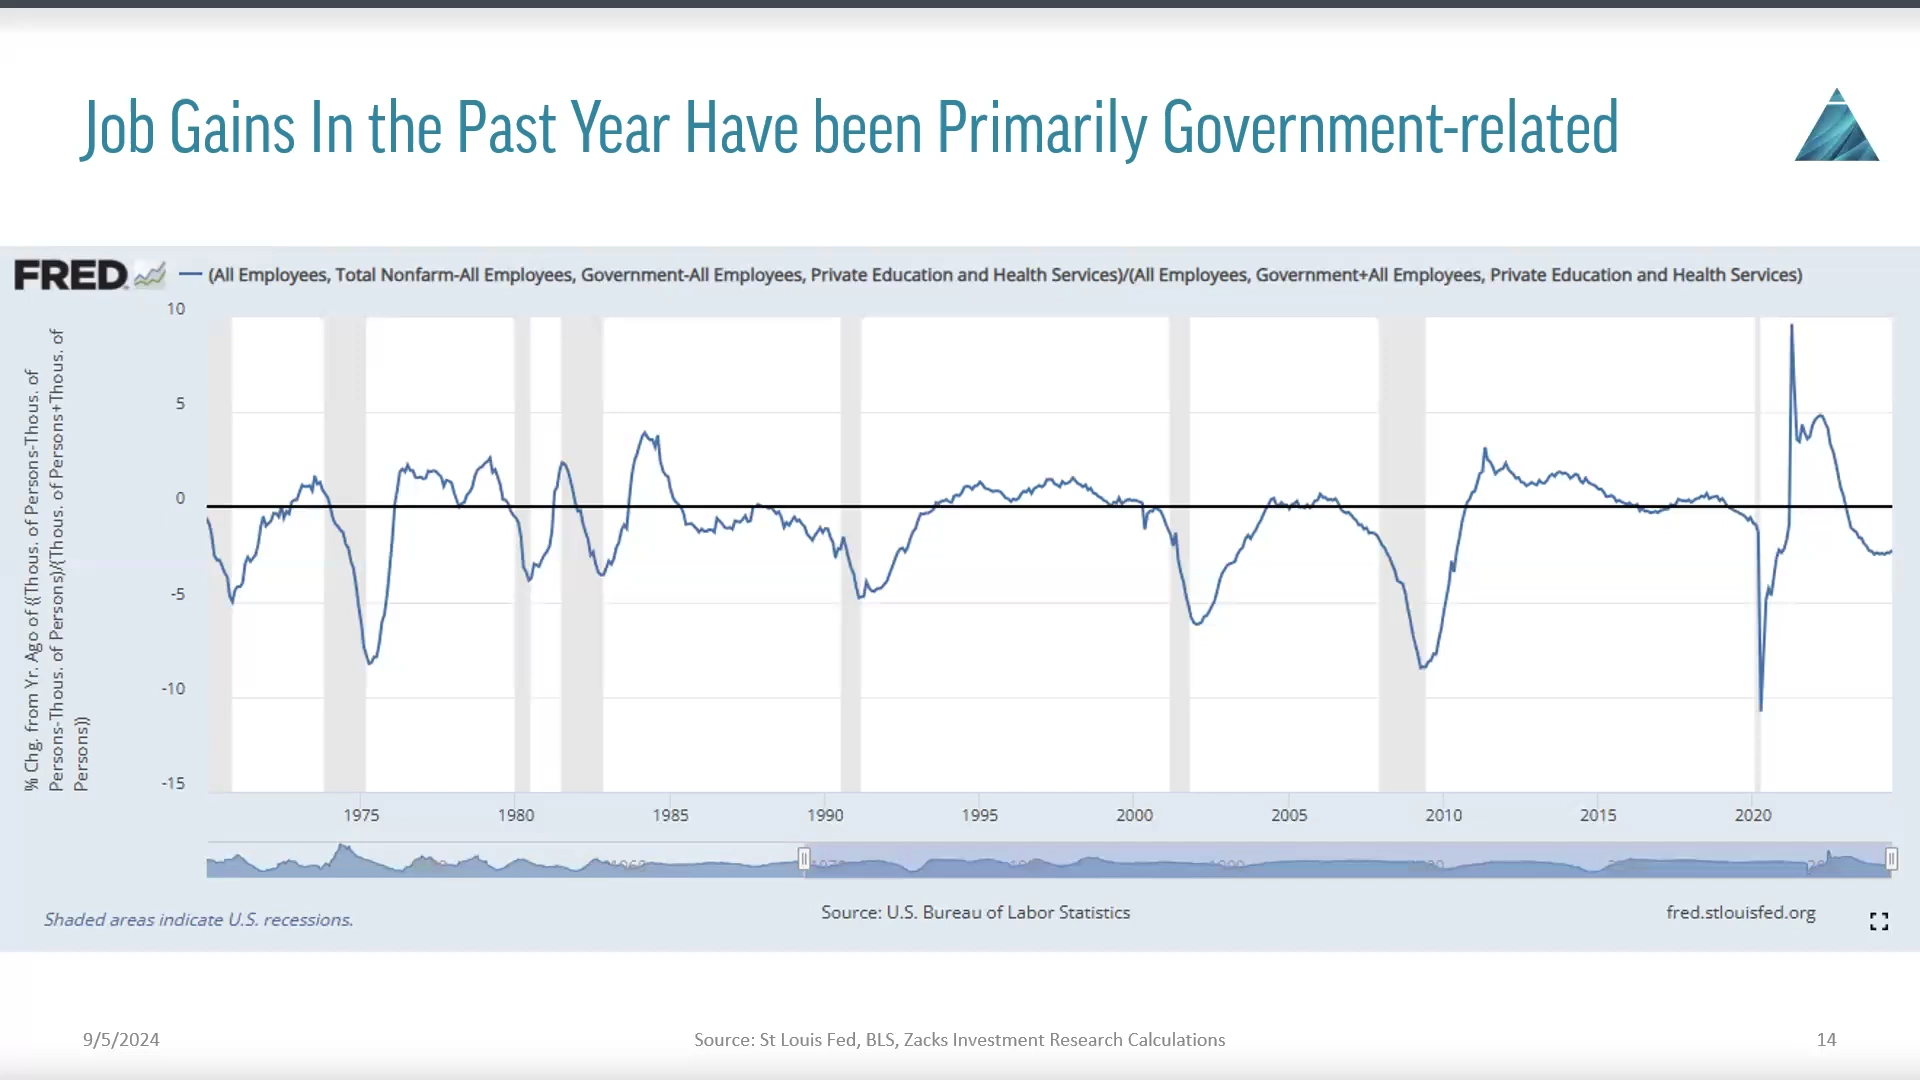 Job Gains In the Past Year Have been Primarily Government-related
FRED (All Employees, Total Nonfarm-All Employees, Government-All Employees, Private Education and Health Services)/(All Employees, Government+All Employees, Private Education and Health Services)
% Chg. from Yr. Ago of ((Thous. of Persons-Thous. of
Persons-Thous. of Persons)/(Thous. of Persons+Thous. of
Persons))
10
5
0
-5
-10
-15
1975 1980 1985 1990 1995 2000 2005 2010 2015 2020
1960 1970
Shaded areas indicate U.S. recessions.
Source: U.S. Bureau of Labor Statistics
fred.stlouisfed.org
9/5/2024
Source: St Louis Fed, BLS, Zacks Investment Research Calculations
14